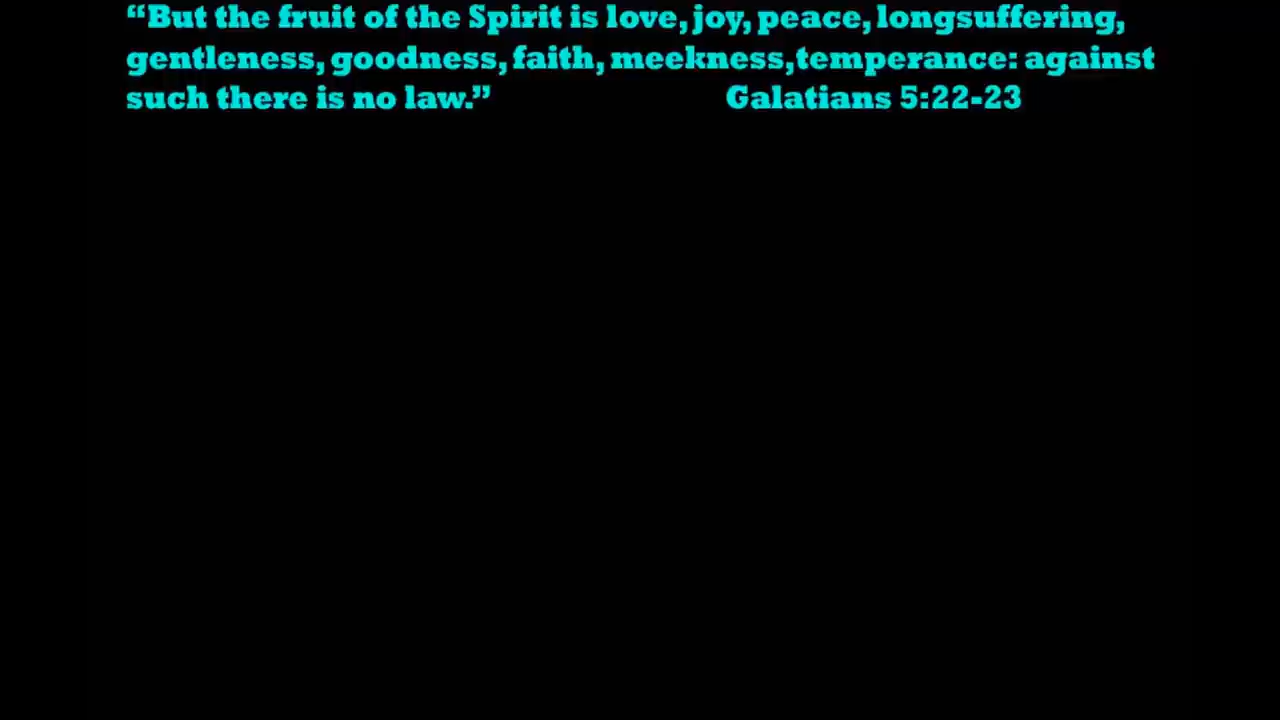 “But the fruit of the Spirit is love, joy, peace, longsuffering,
gentleness, goodness, faith, meekness,temperance: against
such there is no law.” Galatians 5:22-23